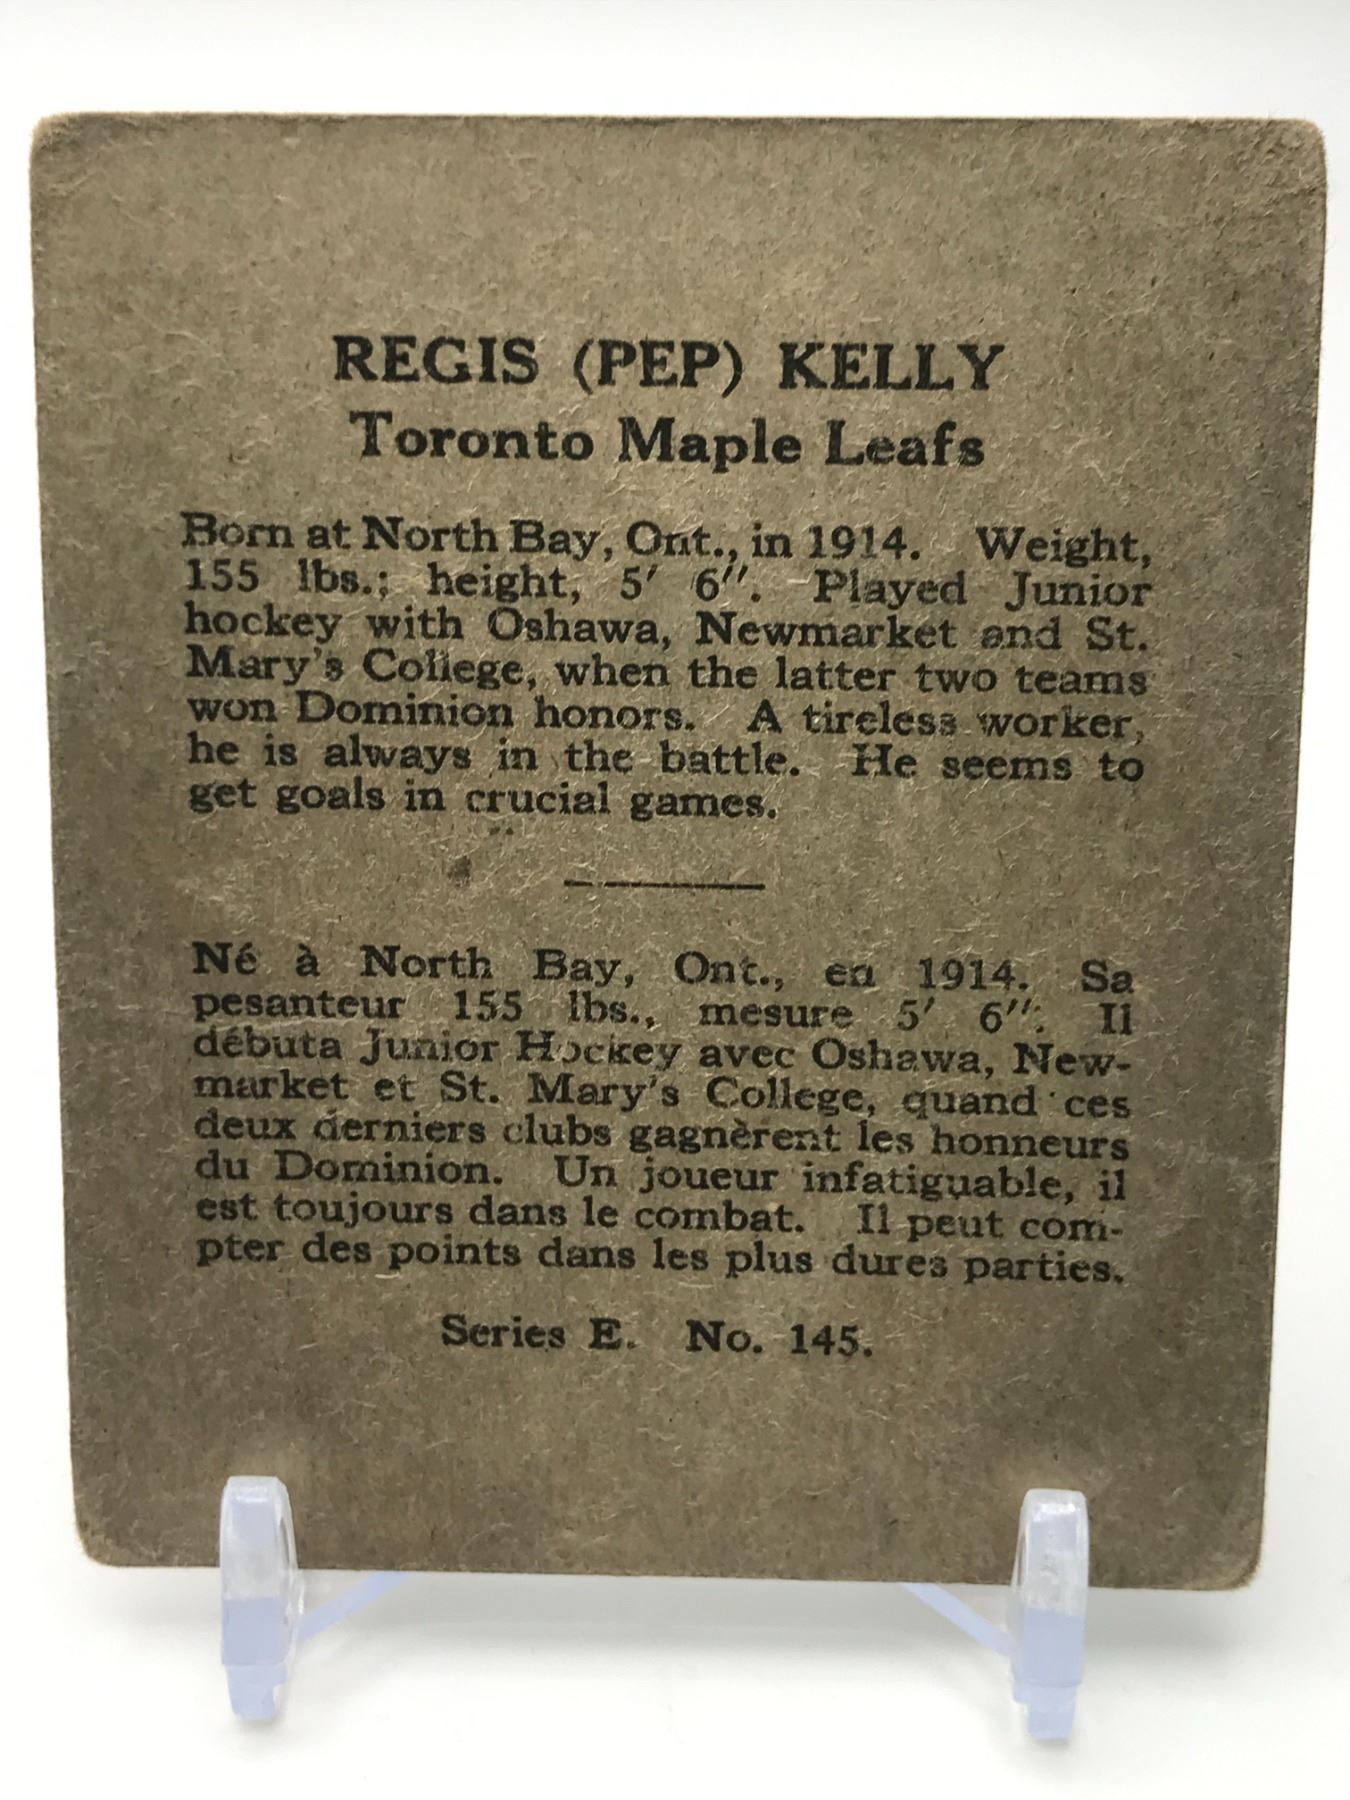 REGIS (PEP) KELLY
Toronto Maple Leafs
Born at North Bay, Ont., in 1914. Weight,
155 lbs.; height, 5′ 6″. Played Junior
hockey with Oshawa, Newmarket and St.
Mary's College, when the latter two teams
won Dominion honors. A tireless worker,
he is always in the battle. He seems to
get goals in crucial games.
Né à North Bay, Ont., en 1914. Sa
pesanteur 155 lbs., mesure 5′ 6″. Il
débuta Junior Hockey avec Oshawa, New-
market et St. Mary's College, quand ces
deux derniers clubs gagnèrent les honneurs
du Dominion. Un joueur infatiguable, il
est toujours dans le combat. Il peut com-
pter des points dans les plus dures parties.
Series E. No. 145.